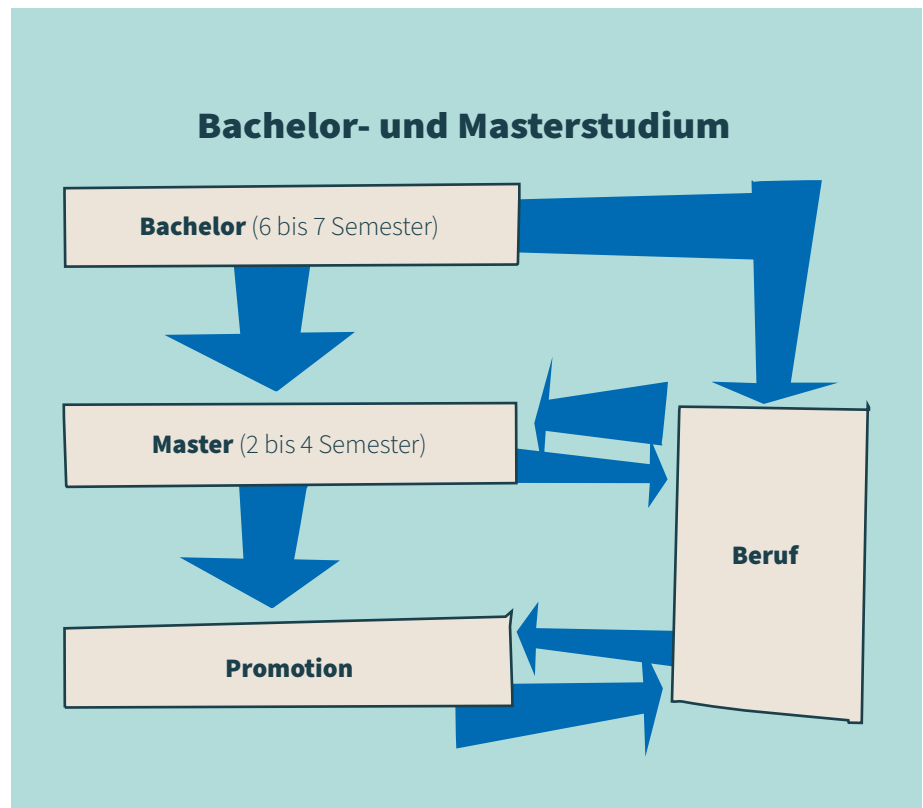 Bachelor- und Masterstudium
Bachelor (6 bis 7 Semester)
Master (2 bis 4 Semester)
Beruf
Promotion